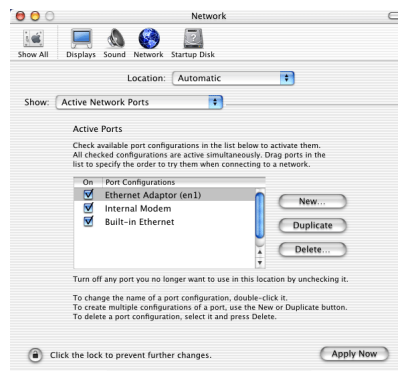 Network
Show All Displays Sound Network Startup Disk
Location: Automatic
Show: Active Network Ports
Active Ports
Check available port configurations in the list below to activate them.
All checked configurations are active simultaneously. Drag ports in the
list to specify the order to try them when connecting to a network.
On Port Configurations
Ethernet Adaptor (en1)
Internal Modem
Built-in Ethernet
New...
Duplicate
Delete...
Turn off any port you no longer want to use in this location by unchecking it.
To change the name of a port configuration, double-click it.
To create multiple configurations of a port, use the New or Duplicate button.
To delete a port configuration, select it and press Delete.
Click the lock to prevent further changes.
Apply Now